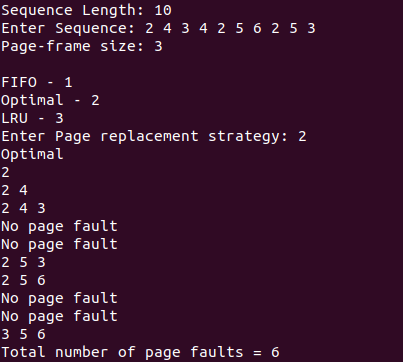 Sequence Length: 10
Enter Sequence: 2 4 3 4 2 5 6 2 5 3
Page-frame size: 3

FIFO - 1
Optimal - 2
LRU - 3
Enter Page replacement strategy: 2
Optimal
2
2 4
2 4 3
No page fault
No page fault
2 5 3
2 5 6
No page fault
No page fault
3 5 6
Total number of page faults = 6